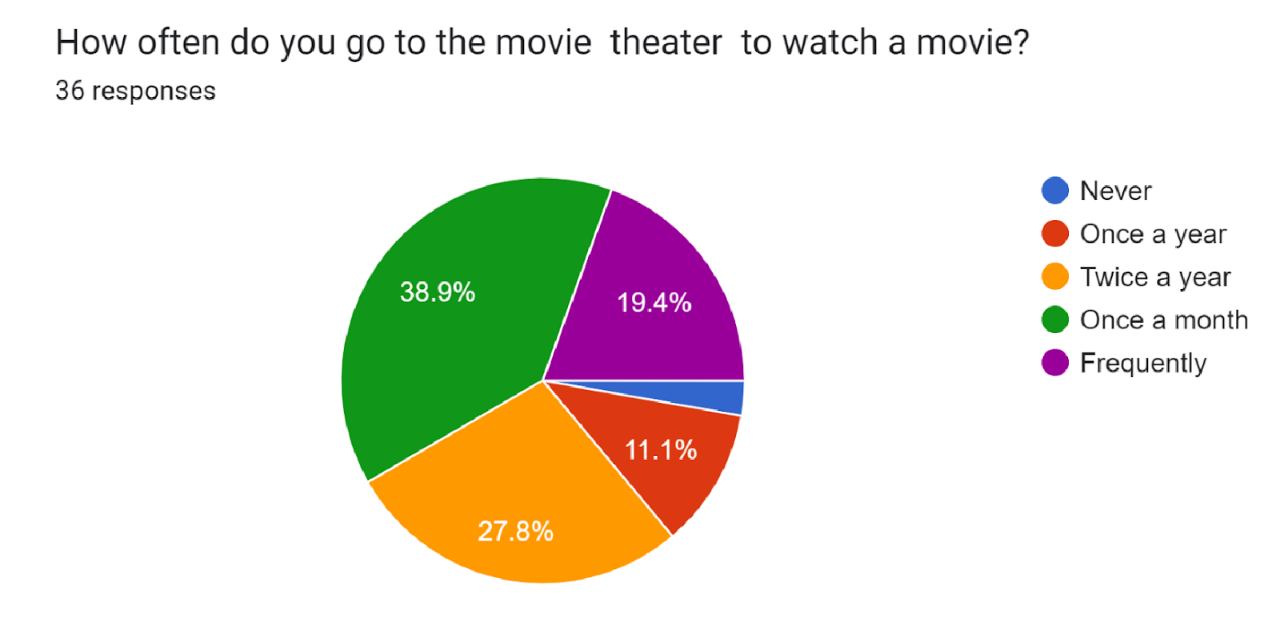 How often do you go to the movie  theater  to watch a movie?
36 responses
Never
Once a year
Twice a year
Once a month
Frequently
38.9%
19.4%
11.1%
27.8%